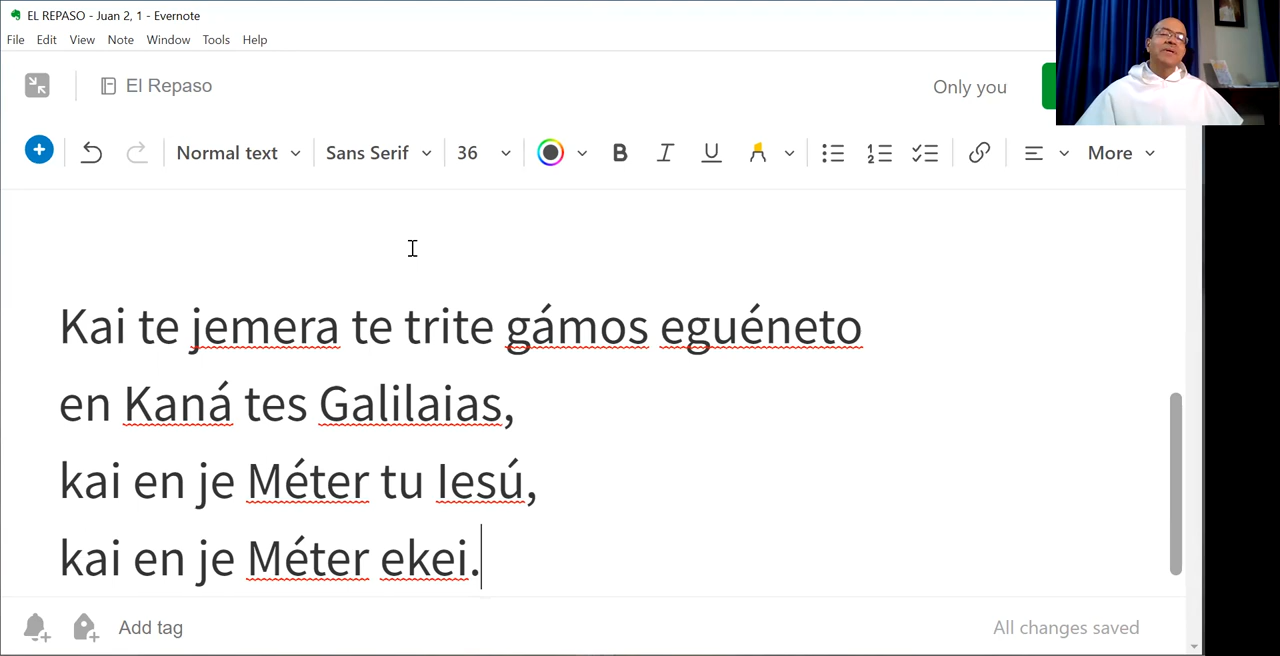 EL REPASO - Juan 2, 1 - Evernote
File Edit View Note Window Tools Help
El Repaso
Only you
Normal text Sans Serif 36 B I U More
Kai te jemera te trite gámos eguéneto
en Kaná tes Galilaias,
kai en je Méter tu Iesú,
kai en je Méter ekei.
Add tag
All changes saved